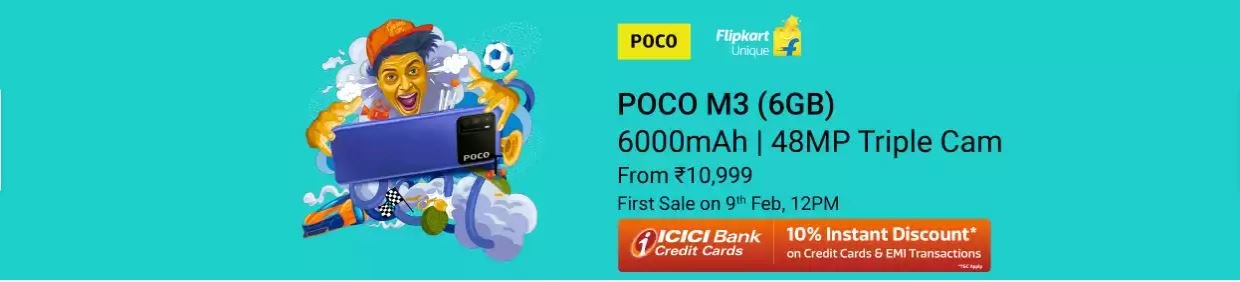 POCO
Flipkart
Unique
POCO
POCO M3 (6GB)
6000mAh | 48MP Triple Cam
From ₹10,999
First Sale on 9th Feb, 12PM
ICICI Bank
Credit Cards
10% Instant Discount*
on Credit Cards & EMI Transactions
*T&C Apply